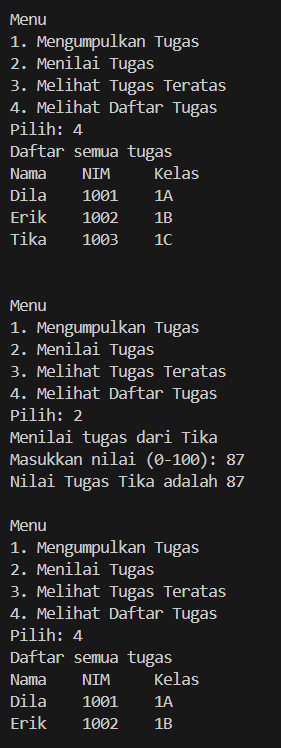 Menu
1. Mengumpulkan Tugas
2. Menilai Tugas
3. Melihat Tugas Teratas
4. Melihat Daftar Tugas
Pilih: 4
Daftar semua tugas
Nama    NIM     Kelas
Dila    1001    1A
Erik    1002    1B
Tika    1003    1C
Menu
1. Mengumpulkan Tugas
2. Menilai Tugas
3. Melihat Tugas Teratas
4. Melihat Daftar Tugas
Pilih: 2
Menilai tugas dari Tika
Masukkan nilai (0-100): 87
Nilai Tugas Tika adalah 87
Menu
1. Mengumpulkan Tugas
2. Menilai Tugas
3. Melihat Tugas Teratas
4. Melihat Daftar Tugas
Pilih: 4
Daftar semua tugas
Nama    NIM     Kelas
Dila    1001    1A
Erik    1002    1B